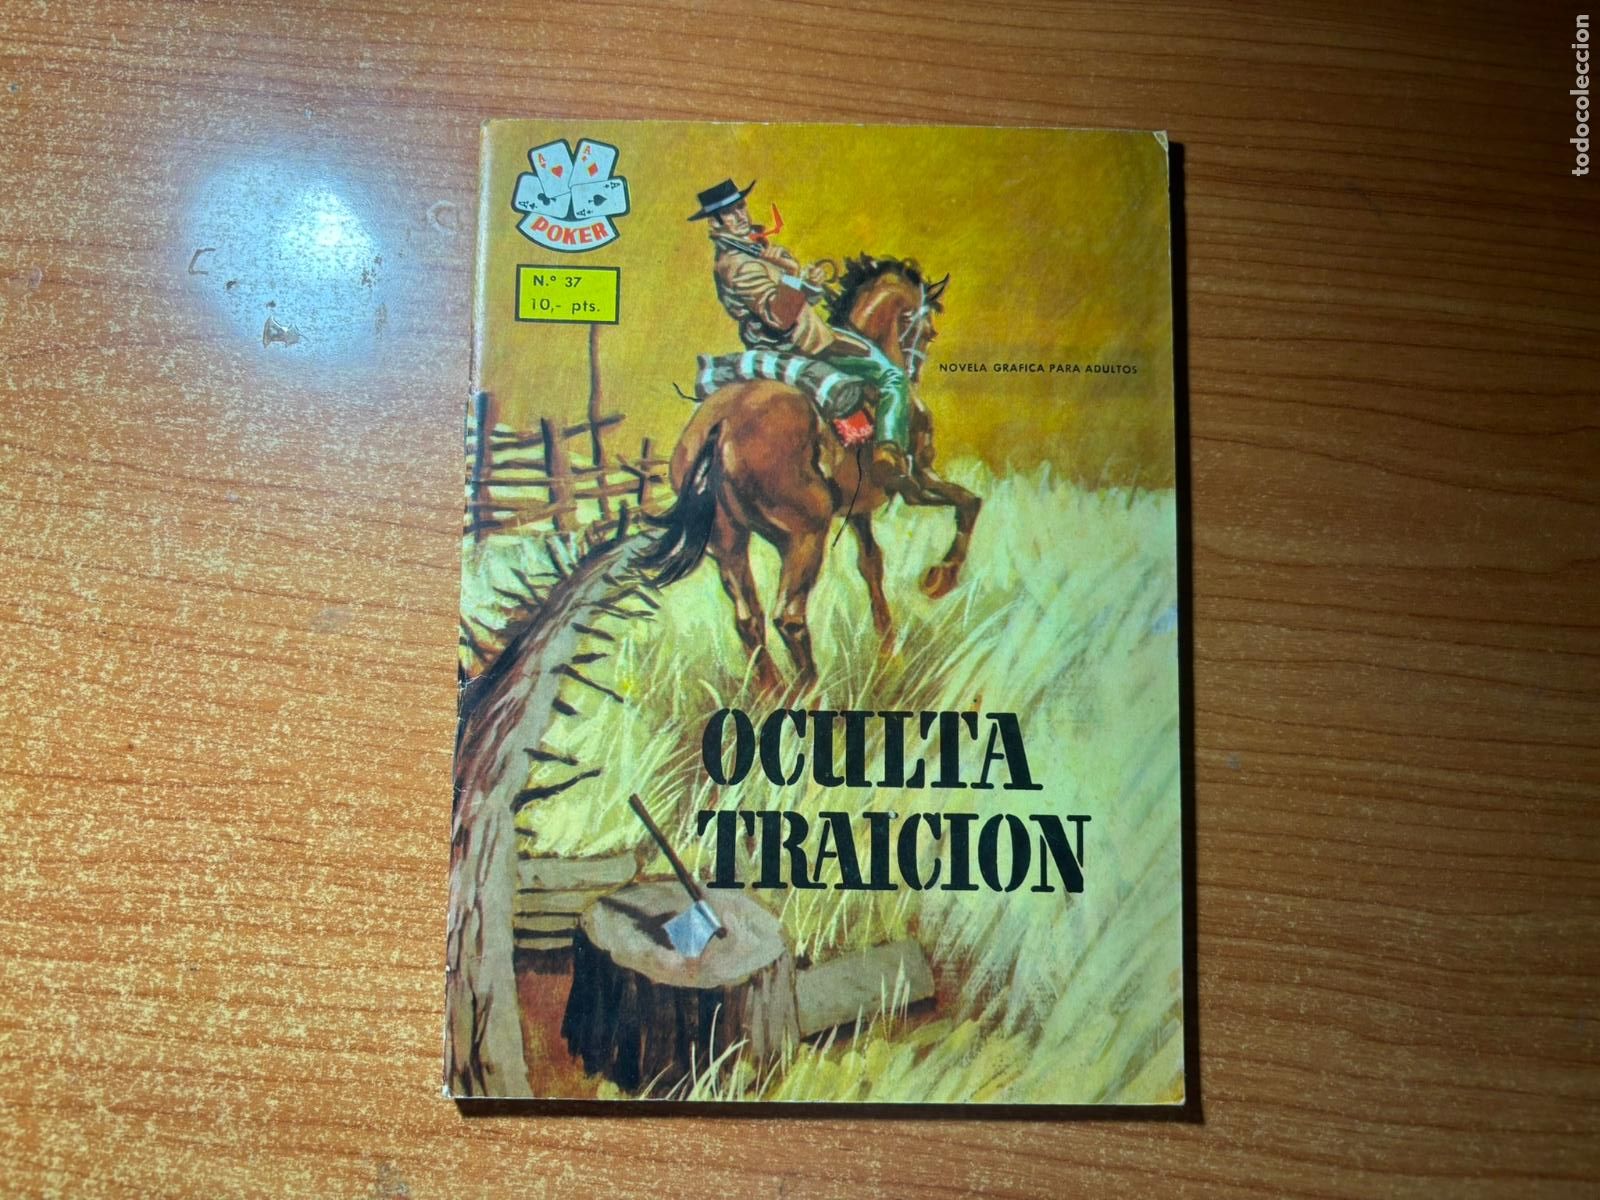 A
A
A
A
POKER
N.º 37
10,- pts.
NOVELA GRAFICA PARA ADULTOS
OCULTA
TRAICION
todocoleccion